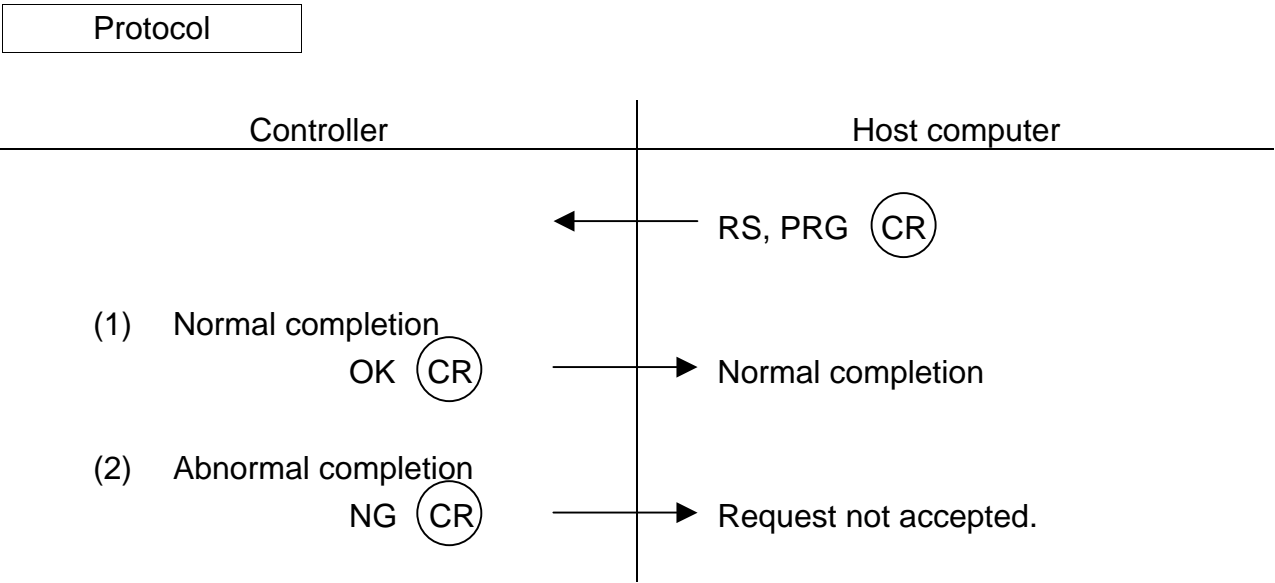 Protocol
Controller Host computer
RS, PRG CR
(1) Normal completion
OK CR Normal completion
(2) Abnormal completion
NG CR Request not accepted.